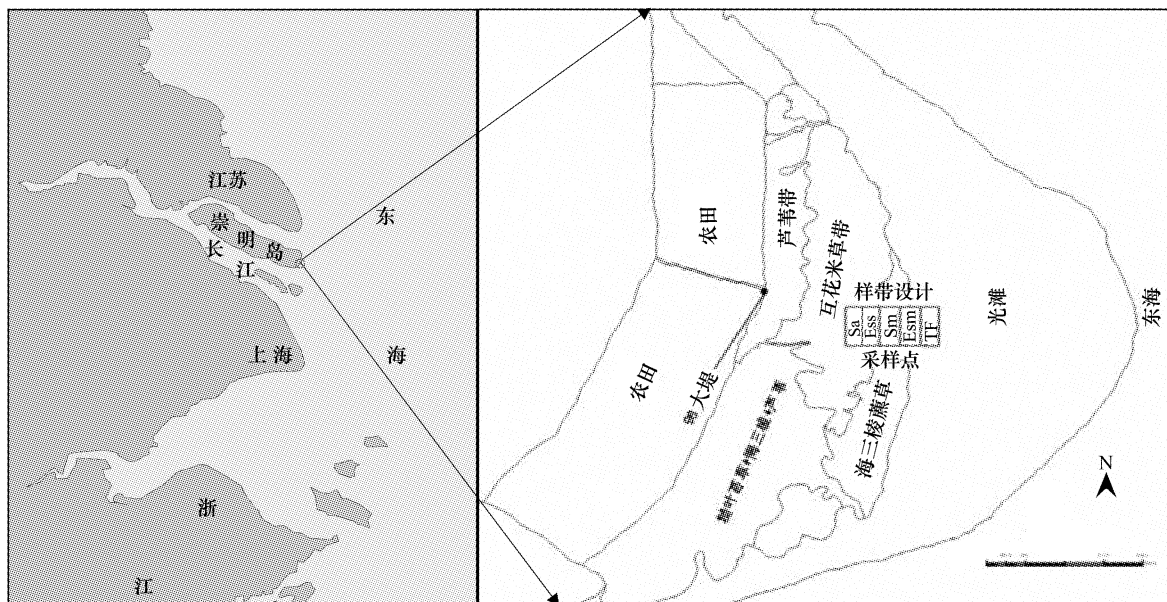 江苏
崇明岛
长江
上海
浙江
东海
农田
芦苇带
互花米草带
样带设计
Sa
Ess
Sm
Esm
TF
采样点
光滩
东海
农田
大堤
海三棱藨草
N